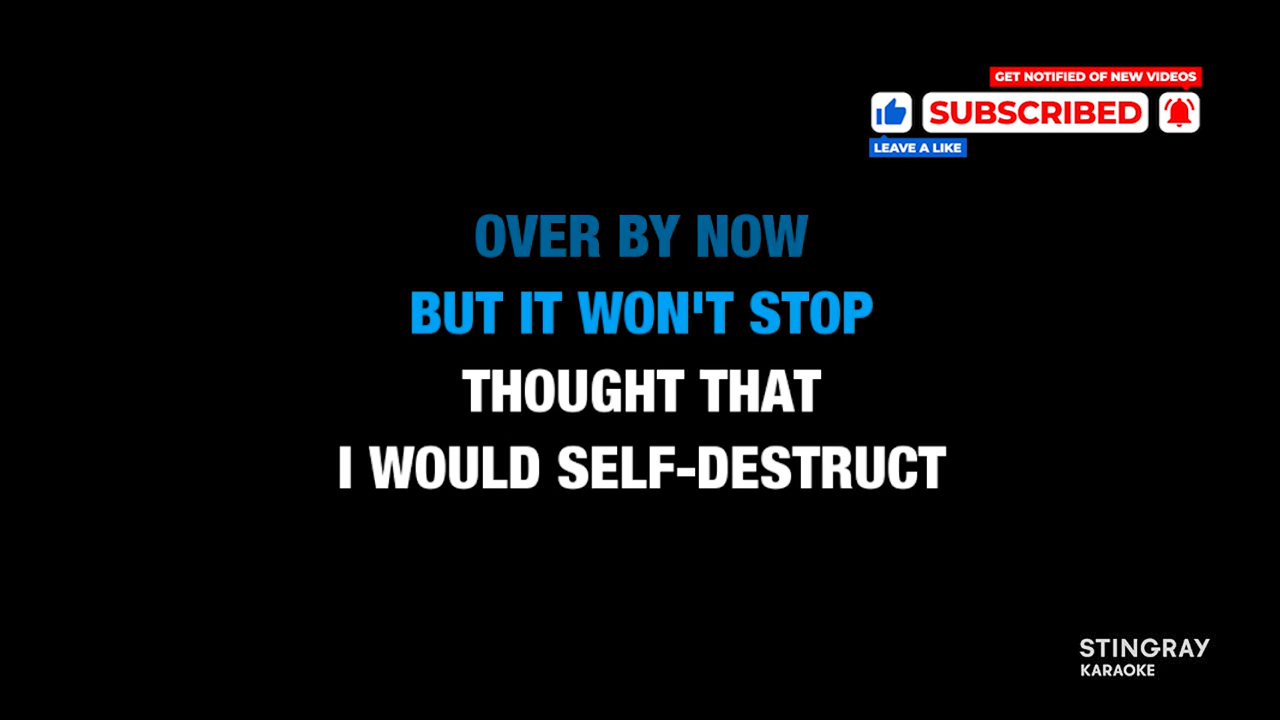 GET NOTIFIED OF NEW VIDEOS
SUBSCRIBED
LEAVE A LIKE
OVER BY NOW
BUT IT WON'T STOP
THOUGHT THAT
I WOULD SELF-DESTRUCT
STINGRAY
KARAOKE